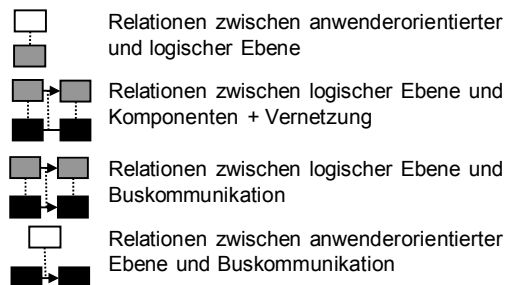 Relationen zwischen anwenderorientierter
und logischer Ebene
Relationen zwischen logischer Ebene und
Komponenten + Vernetzung
Relationen zwischen logischer Ebene und
Buskommunikation
Relationen zwischen anwenderorientierter
Ebene und Buskommunikation